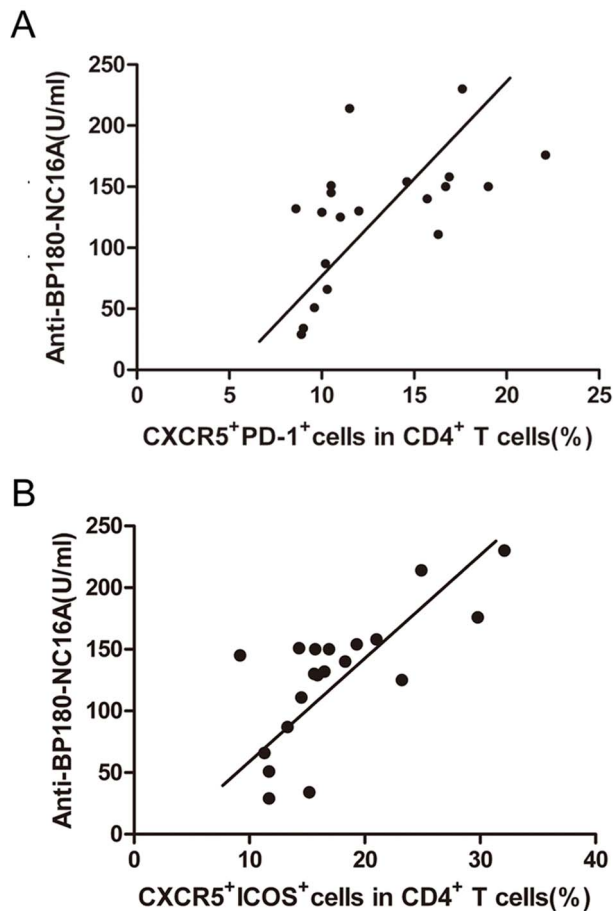 A
Anti-BP180-NC16A(U/ml)
250
200
150
100
50
0
0 5 10 15 20 25
CXCR5⁺PD-1⁺cells in CD4⁺ T cells(%)
B
Anti-BP180-NC16A(U/ml)
250
200
150
100
50
0
10 20 30 40
CXCR5⁺ICOS⁺cells in CD4⁺ T cells(%)